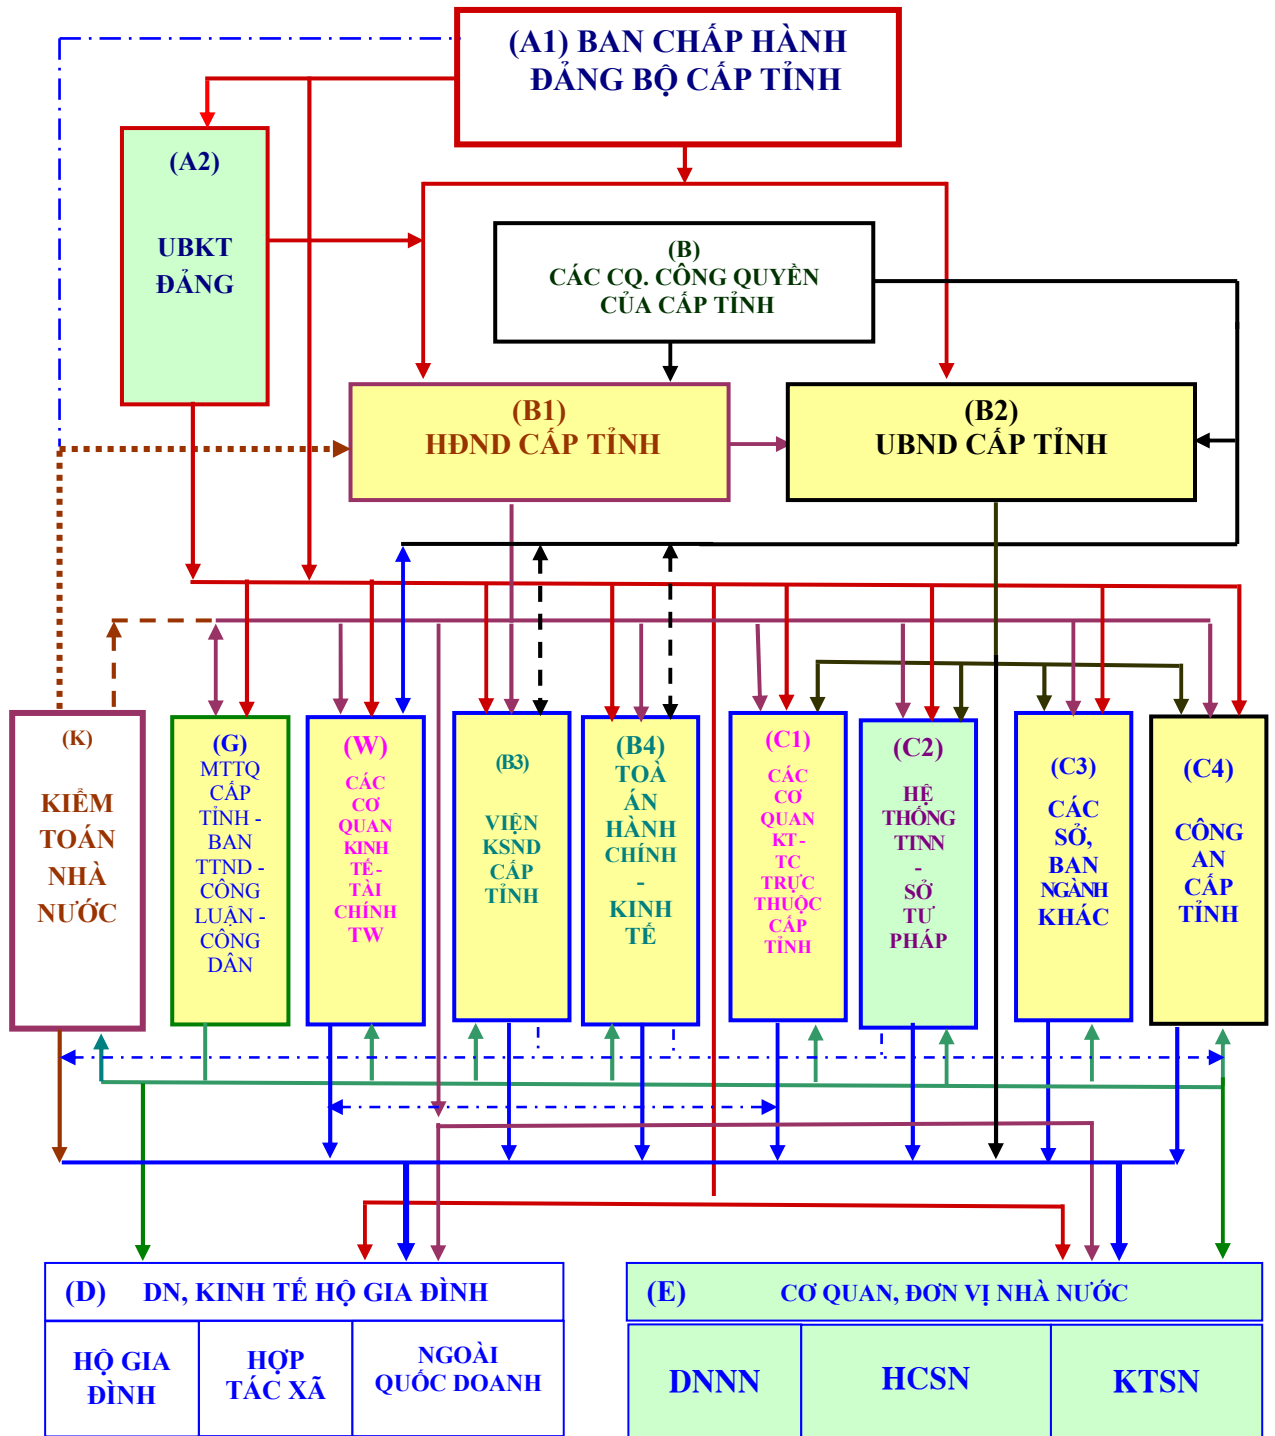 (A1) BAN CHẤP HÀNH
ĐẢNG BỘ CẤP TỈNH
(A2)
UBKT
ĐẢNG
(B)
CÁC CQ. CÔNG QUYỀN
CỦA CẤP TỈNH
(B1)
HĐND CẤP TỈNH
(B2)
UBND CẤP TỈNH
(K)
KIỂM
TOÁN
NHÀ
NƯỚC
(G)
MTTQ
CẤP
TỈNH -
BAN
TTND -
CÔNG
LUẬN -
CÔNG
DÂN
(W)
CÁC
CƠ
QUAN
KINH
TẾ-
TÀI
CHÍNH
TW
(B3)
VIỆN
KSND
CẤP
TỈNH
(B4)
TOÀ
ÁN
HÀNH
CHÍNH
-
KINH
TẾ
(C1)
CÁC
CƠ
QUAN
KT-
TC
TRỰC
THUỘC
CẤP
TỈNH
(C2)
HỆ
THỐNG
TTNN
-
SỞ
TƯ
PHÁP
(C3)
CÁC
SỞ,
BAN
NGÀNH
KHÁC
(C4)
CÔNG
AN
CẤP
TỈNH
(D) DN, KINH TẾ HỘ GIA ĐÌNH
HỘ GIA
ĐÌNH
HỢP
TÁC XÃ
NGOÀI
QUỐC DOANH
(E) CƠ QUAN, ĐƠN VỊ NHÀ NƯỚC
DNNN
HCSN
KTSN